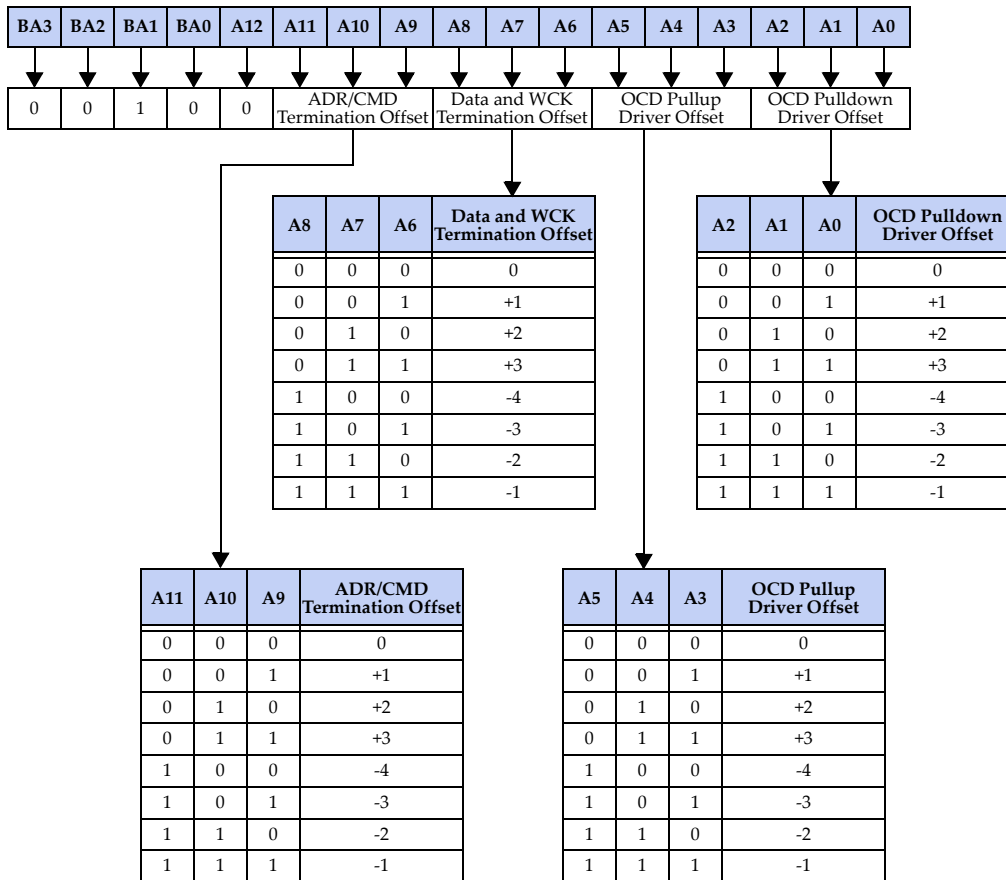 BA3 BA2 BA1 BA0 A12 A11 A10 A9 A8 A7 A6 A5 A4 A3 A2 A1 A0
0 0 1 0 0 ADR/CMD Termination Offset Data and WCK Termination Offset OCD Pullup Driver Offset OCD Pulldown Driver Offset
A8 A7 A6 Data and WCK Termination Offset
0 0 0 0
0 0 1 +1
0 1 0 +2
0 1 1 +3
1 0 0 -4
1 0 1 -3
1 1 0 -2
1 1 1 -1
A2 A1 A0 OCD Pulldown Driver Offset
0 0 0 0
0 0 1 +1
0 1 0 +2
0 1 1 +3
1 0 0 -4
1 0 1 -3
1 1 0 -2
1 1 1 -1
A11 A10 A9 ADR/CMD Termination Offset
0 0 0 0
0 0 1 +1
0 1 0 +2
0 1 1 +3
1 0 0 -4
1 0 1 -3
1 1 0 -2
1 1 1 -1
A5 A4 A3 OCD Pullup Driver Offset
0 0 0 0
0 0 1 +1
0 1 0 +2
0 1 1 +3
1 0 0 -4
1 0 1 -3
1 1 0 -2
1 1 1 -1